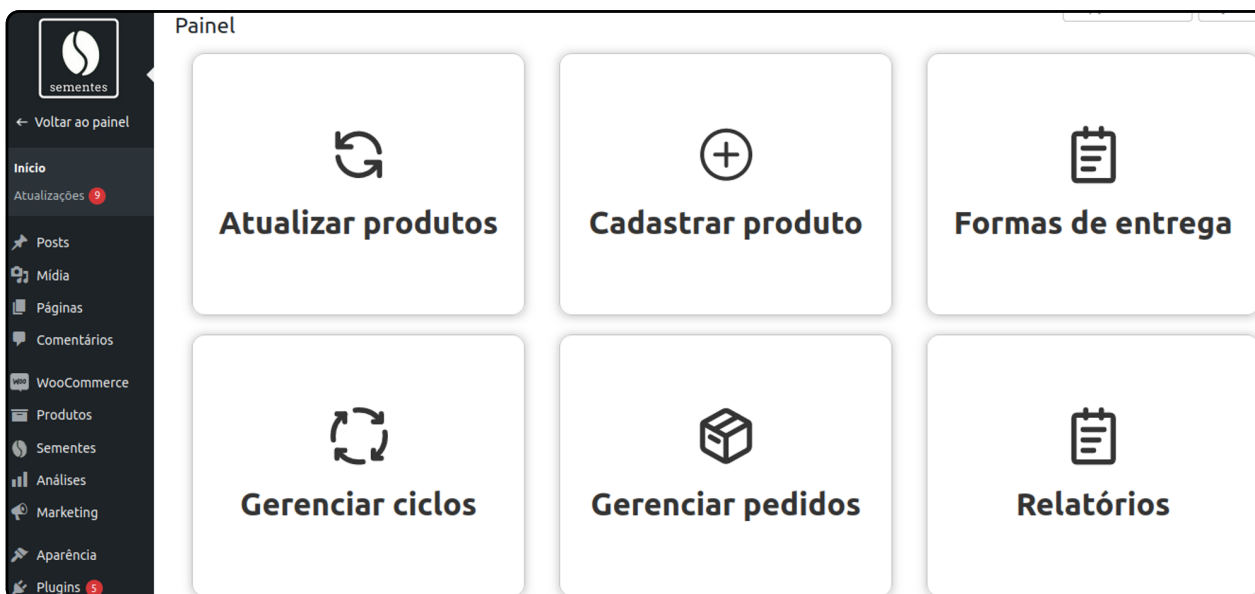 Painel
sementes
← Voltar ao painel
Início
Atualizações 9
Posts
Mídia
Páginas
Comentários
WOO WooCommerce
Produtos
Sementes
Análises
Marketing
Aparência
Plugins 5
Atualizar produtos
Cadastrar produto
Formas de entrega
Gerenciar ciclos
Gerenciar pedidos
Relatórios